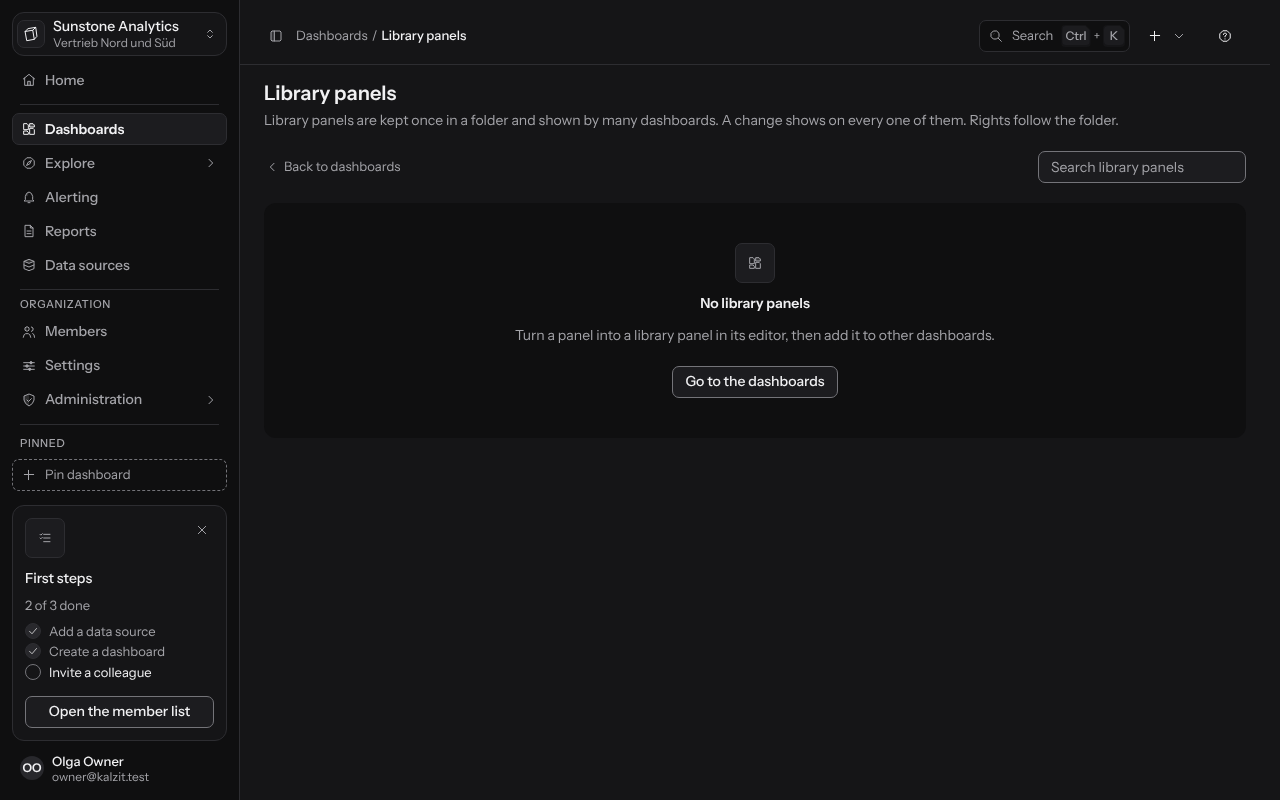 Sunstone Analytics
Vertrieb Nord und Süd
Home
Dashboards
Explore
Alerting
Reports
Data sources
ORGANIZATION
Members
Settings
Administration
PINNED
Pin dashboard
First steps
2 of 3 done
Add a data source
Create a dashboard
Invite a colleague
Open the member list
OO
Olga Owner
owner@kalzit.test
Dashboards / Library panels
Search Ctrl + K
Library panels
Library panels are kept once in a folder and shown by many dashboards. A change shows on every one of them. Rights follow the folder.
Back to dashboards
Search library panels
No library panels
Turn a panel into a library panel in its editor, then add it to other dashboards.
Go to the dashboards